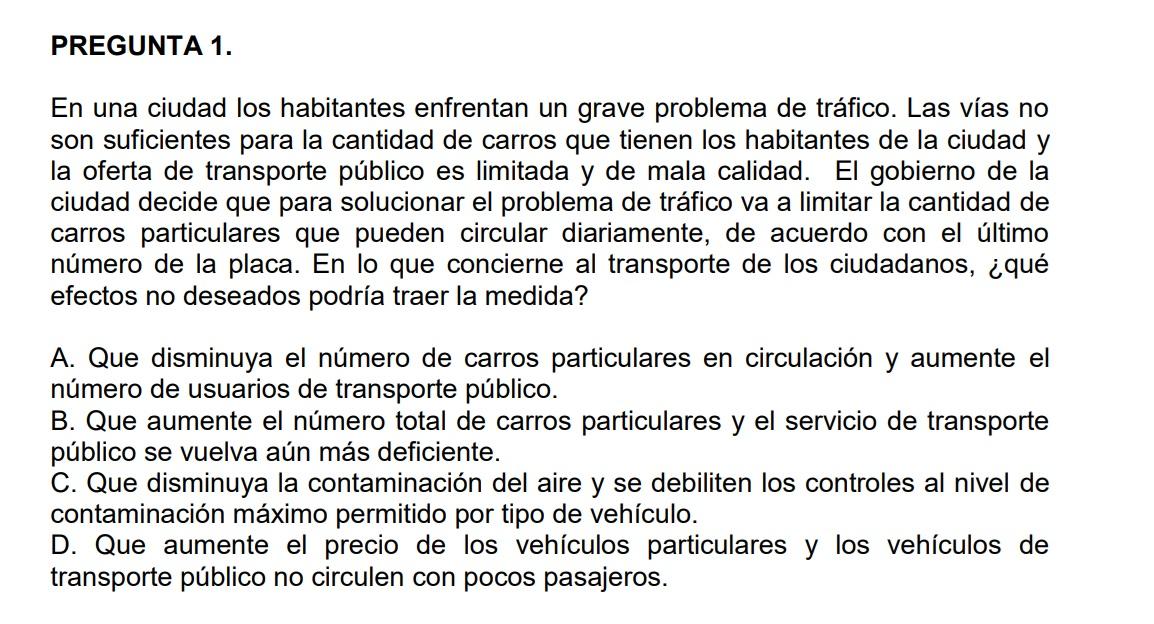 PREGUNTA 1.
En una ciudad los habitantes enfrentan un grave problema de tráfico. Las vías no
son suficientes para la cantidad de carros que tienen los habitantes de la ciudad y
la oferta de transporte público es limitada y de mala calidad. El gobierno de la
ciudad decide que para solucionar el problema de tráfico va a limitar la cantidad de
carros particulares que pueden circular diariamente, de acuerdo con el último
número de la placa. En lo que concierne al transporte de los ciudadanos, ¿qué
efectos no deseados podría traer la medida?
A. Que disminuya el número de carros particulares en circulación y aumente el
número de usuarios de transporte público.
B. Que aumente el número total de carros particulares y el servicio de transporte
público se vuelva aún más deficiente.
C. Que disminuya la contaminación del aire y se debiliten los controles al nivel de
contaminación máximo permitido por tipo de vehículo.
D. Que aumente el precio de los vehículos particulares y los vehículos de
transporte público no circulen con pocos pasajeros.